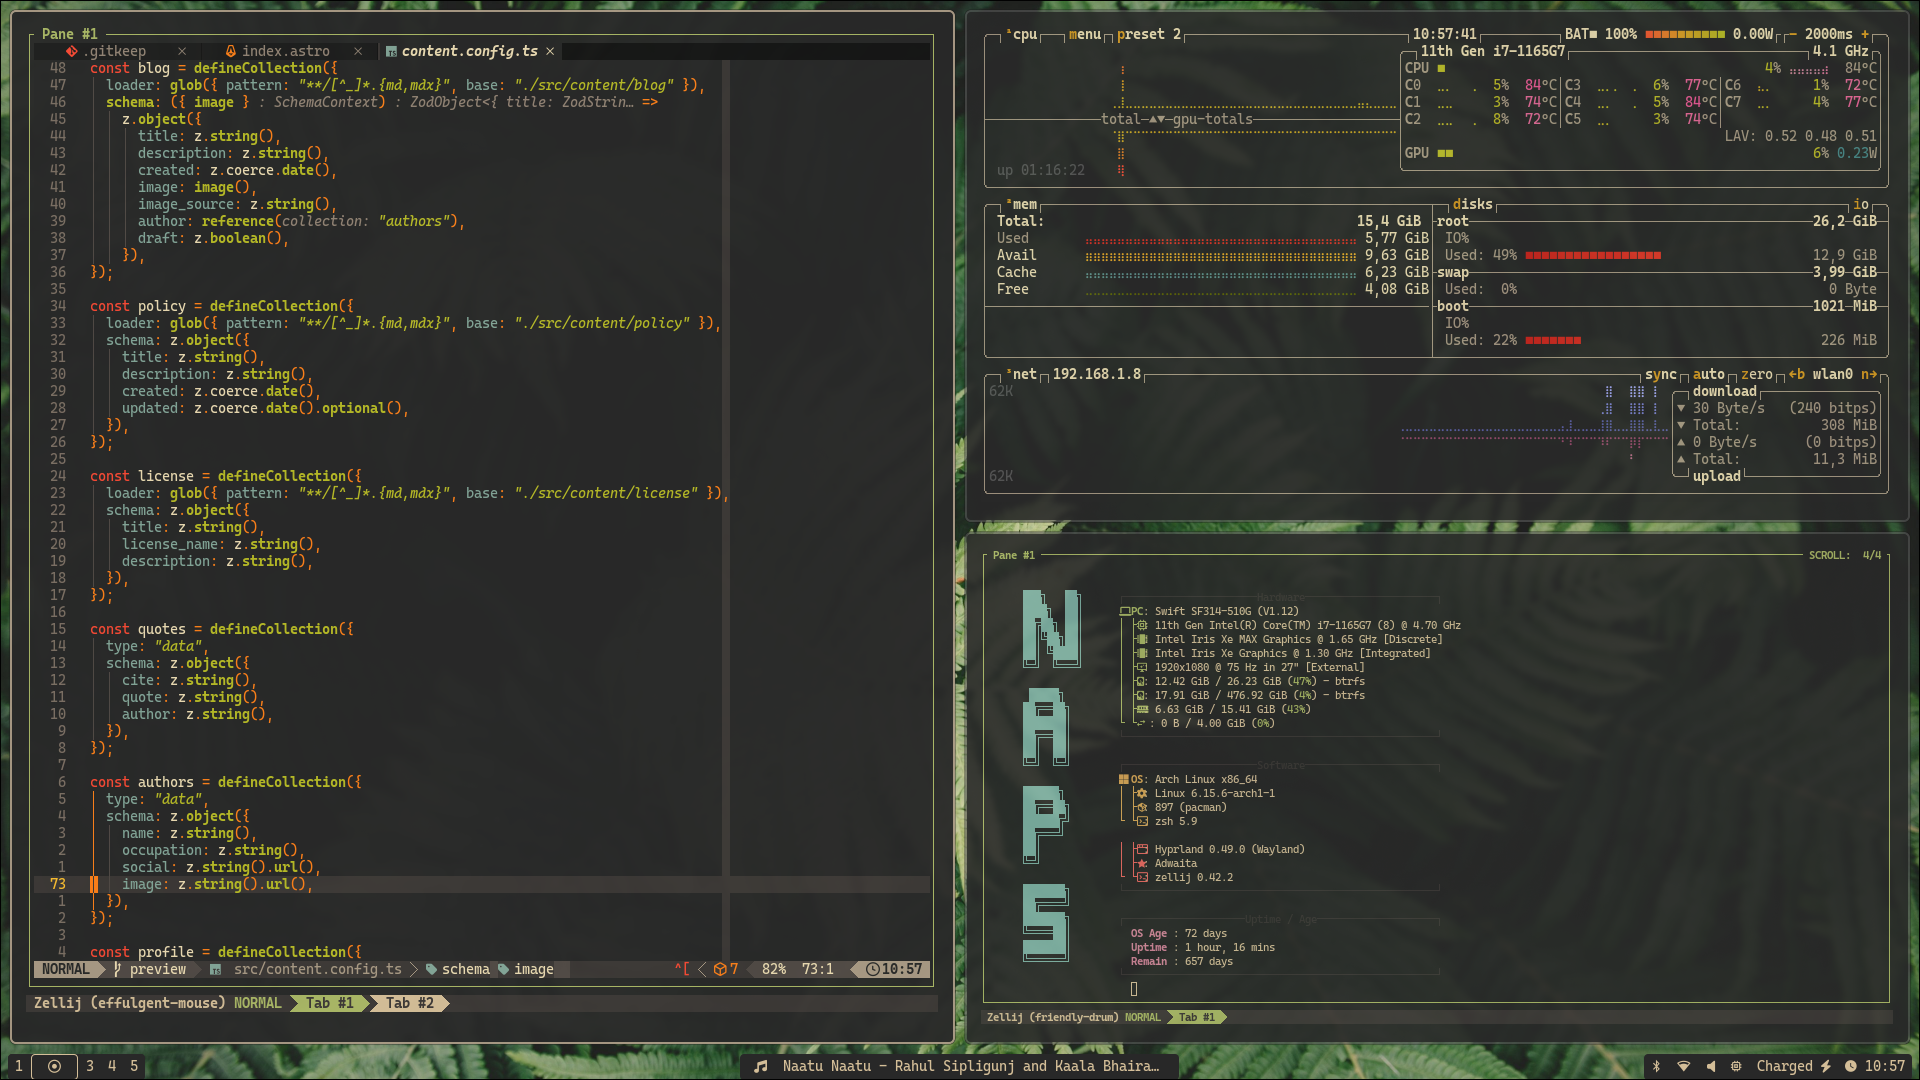 Pane #1
.gitkeep × index.astro × content.config.ts ×
48 const blog = defineCollection({
47 loader: glob({ pattern: "**/[^_]*.{md,mdx}", base: "./src/content/blog" }),
46 schema: ({ image } : SchemaContext) : ZodObject<{ title: ZodStrin… =>
45 z.object({
44 title: z.string(),
43 description: z.string(),
42 created: z.coerce.date(),
41 image: image(),
40 image_source: z.string(),
39 author: reference(collection: "authors"),
38 draft: z.boolean(),
37 }),
36 });
35
34 const policy = defineCollection({
33 loader: glob({ pattern: "**/[^_]*.{md,mdx}", base: "./src/content/policy" }),
32 schema: z.object({
31 title: z.string(),
30 description: z.string(),
29 created: z.coerce.date(),
28 updated: z.coerce.date().optional(),
27 }),
26 });
25
24 const license = defineCollection({
23 loader: glob({ pattern: "**/[^_]*.{md,mdx}", base: "./src/content/license" }),
22 schema: z.object({
21 title: z.string(),
20 license_name: z.string(),
19 description: z.string(),
18 }),
17 });
16
15 const quotes = defineCollection({
14 type: "data",
13 schema: z.object({
12 cite: z.string(),
11 quote: z.string(),
10 author: z.string(),
9 }),
8 });
7
6 const authors = defineCollection({
5 type: "data",
4 schema: z.object({
3 name: z.string(),
2 occupation: z.string(),
1 social: z.string().url(),
73 image: z.string().url(),
1 }),
2 });
3
4 const profile = defineCollection({
NORMAL preview src/content.config.ts schema image ^[ 7 82% 73:1 10:57
Zellij (effulgent-mouse) NORMAL Tab #1 Tab #2
¹cpu menu preset 2 10:57:41 BAT■ 100% 0.00W - 2000ms +
11th Gen i7-1165G7 4.1 GHz
CPU 4% 84°C
C0 5% 84°C C3 6% 77°C C6 1% 72°C
C1 3% 74°C C4 5% 84°C C7 4% 77°C
total ▲▼ gpu-totals
C2 8% 72°C C5 3% 74°C
LAV: 0.52 0.48 0.51
GPU 6% 0.23W
up 01:16:22
²mem disks io
Total: 15,4 GiB root 26,2 GiB
Used 5,77 GiB IO%
Avail 9,63 GiB Used: 49% 12,9 GiB
Cache 6,23 GiB swap 3,99 GiB
Free 4,08 GiB Used: 0% 0 Byte
boot 1021 MiB
IO%
Used: 22% 226 MiB
³net 192.168.1.8 sync auto zero ←b wlan0 n→
62K
download
▼ 30 Byte/s (240 bitps)
▼ Total: 308 MiB
▲ 0 Byte/s (0 bitps)
▲ Total: 11,3 MiB
62K
upload
Pane #1 SCROLL: 4/4
N
A
P
S
Hardware
PC: Swift SF314-510G (V1.12)
: 11th Gen Intel(R) Core(TM) i7-1165G7 (8) @ 4.70 GHz
: Intel Iris Xe MAX Graphics @ 1.65 GHz [Discrete]
: Intel Iris Xe Graphics @ 1.30 GHz [Integrated]
: 1920x1080 @ 75 Hz in 27" [External]
: 12.42 GiB / 26.23 GiB (47%) - btrfs
: 17.91 GiB / 476.92 GiB (4%) - btrfs
: 6.63 GiB / 15.41 GiB (43%)
: 0 B / 4.00 GiB (0%)
Software
OS: Arch Linux x86_64
Linux 6.15.6-arch1-1
897 (pacman)
zsh 5.9
Hyprland 0.49.0 (Wayland)
Adwaita
zellij 0.42.2
Uptime / Age
OS Age : 72 days
Uptime : 1 hour, 16 mins
Remain : 657 days
Zellij (friendly-drum) NORMAL Tab #1
1 3 4 5
Naatu Naatu - Rahul Sipligunj and Kaala Bhaira…
Charged 10:57